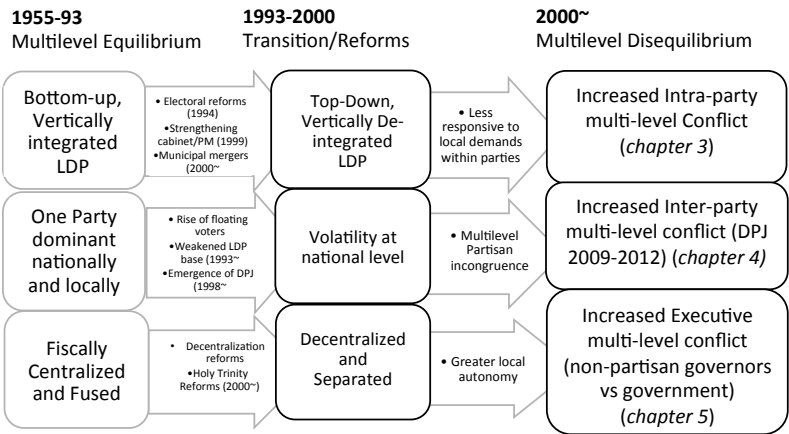 1955-93
Multilevel Equilibrium
1993-2000
Transition/Reforms
2000~
Multilevel Disequilibrium
Bottom-up,
Vertically
integrated
LDP
• Electoral reforms
(1994)
•Strengthening
cabinet/PM (1999)
•Municipal mergers
(2000~
Top-Down,
Vertically De-
integrated
LDP
• Less
responsive to
local demands
within parties
Increased Intra-party
multi-level Conflict
(chapter 3)
One Party
dominant
nationally
and locally
• Rise of floating
voters
•Weakened LDP
base (1993~
•Emergence of DPJ
(1998~
Volatility at
national level
• Multilevel
Partisan
incongruence
Increased Inter-party
multi-level conflict (DPJ
2009-2012) (chapter 4)
Fiscally
Centralized
and Fused
• Decentralization
reforms
•Holy Trinity
Reforms (2000~)
Decentralized
and
Separated
• Greater local
autonomy
Increased Executive
multi-level conflict
(non-partisan governors
vs government)
(chapter 5)